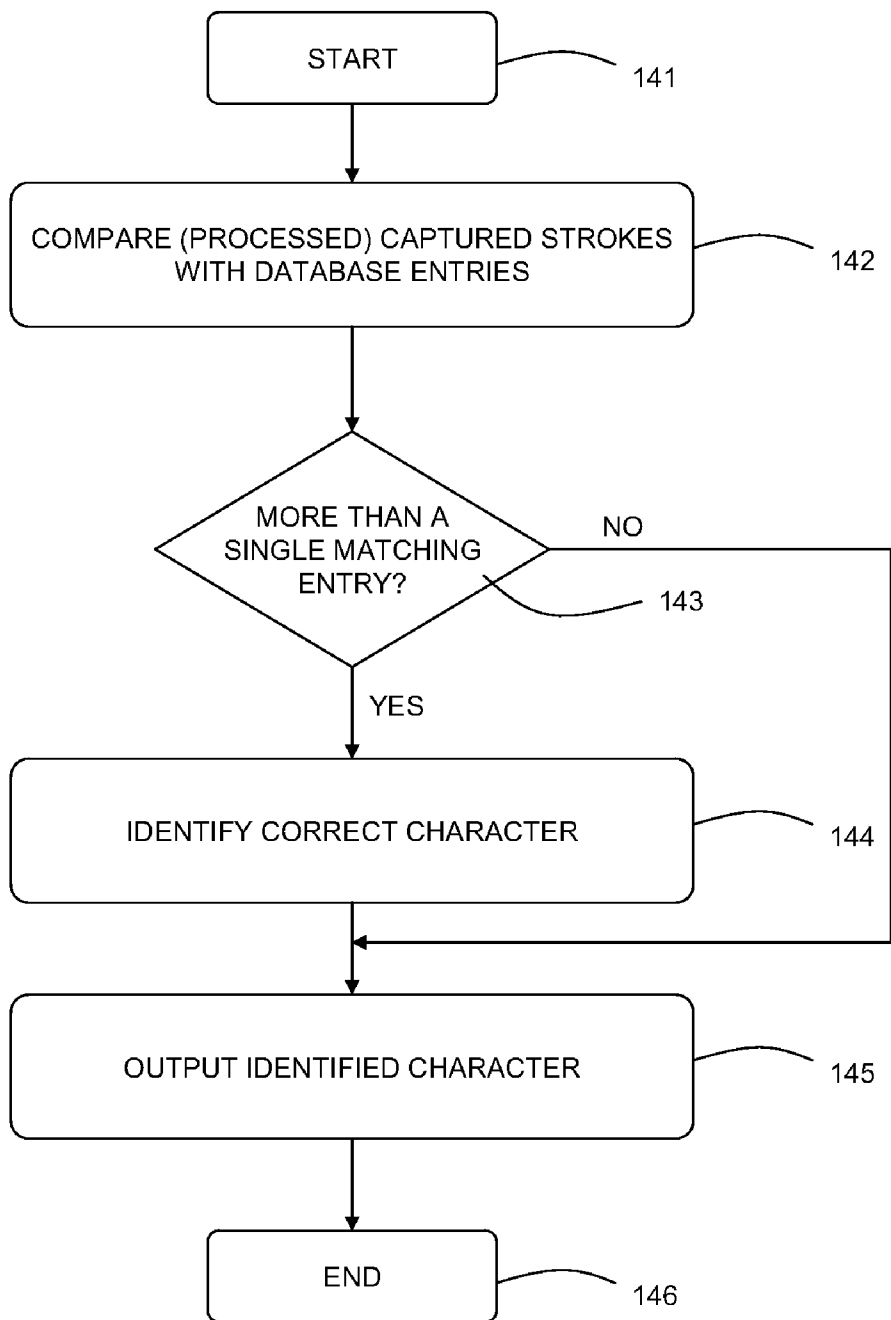 START
141
COMPARE (PROCESSED) CAPTURED STROKES
WITH DATABASE ENTRIES
142
MORE THAN A
SINGLE MATCHING
ENTRY?
NO
143
YES
IDENTIFY CORRECT CHARACTER
144
OUTPUT IDENTIFIED CHARACTER
145
END
146